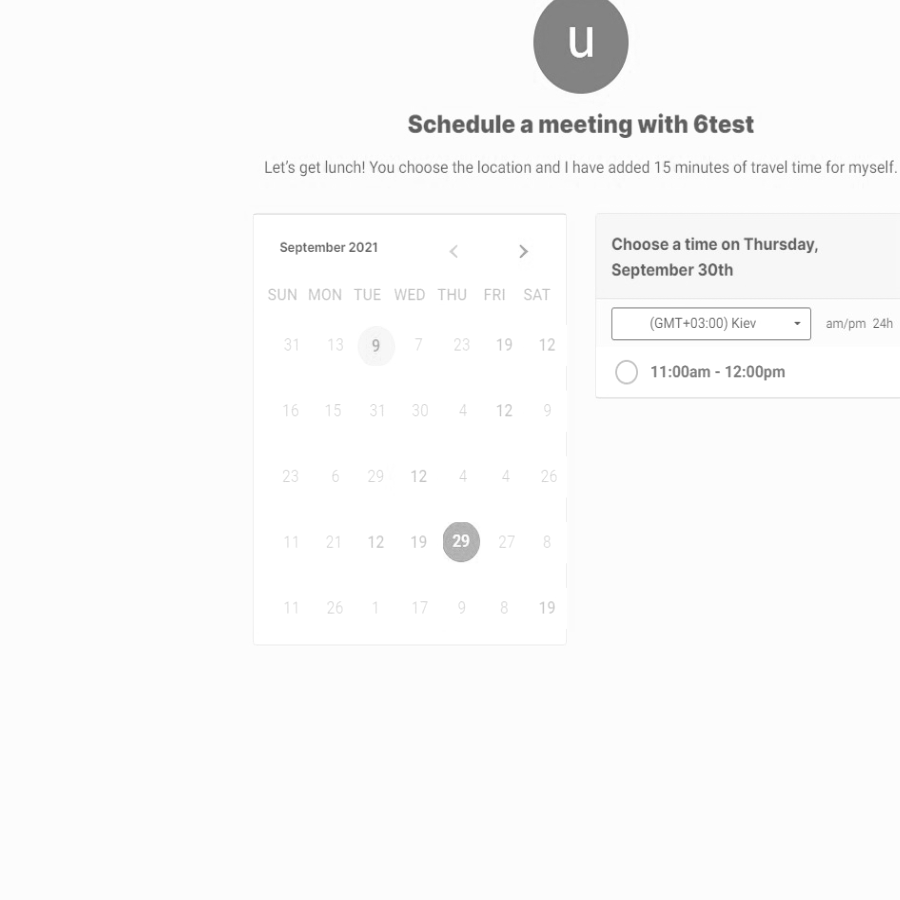 u
Schedule a meeting with 6test
Let's get lunch! You choose the location and I have added 15 minutes of travel time for myself.
September 2021
SUN MON TUE WED THU FRI SAT
31 13 9 7 23 19 12
16 15 31 30 4 12 9
23 6 29 12 4 4 26
11 21 12 19 29 27 8
11 26 1 17 9 8 19
Choose a time on Thursday,
September 30th
(GMT+03:00) Kiev am/pm 24h
11:00am - 12:00pm